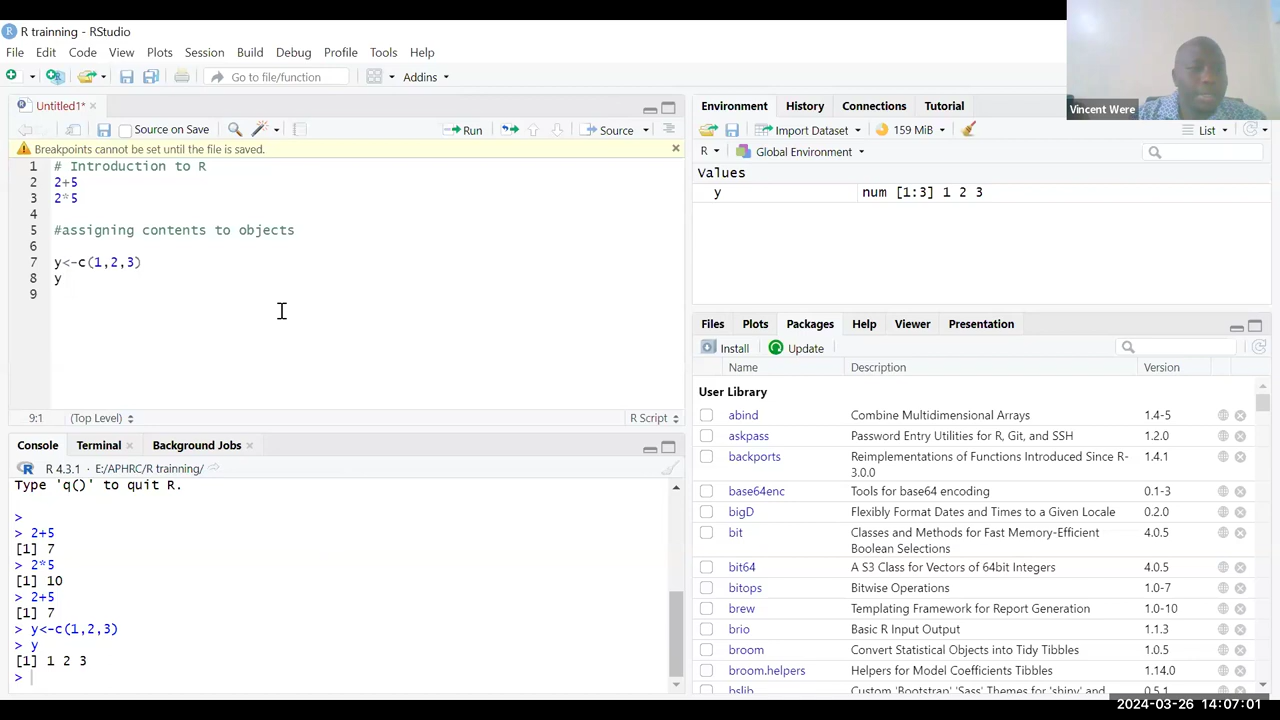 R trainning - RStudio
File Edit Code View Plots Session Build Debug Profile Tools Help
Go to file/function Addins
Vincent Were
Untitled1*
Source on Save Run Source
Breakpoints cannot be set until the file is saved.
1 # Introduction to R
2 2+5
3 2*5
4
5 #assigning contents to objects
6
7 y<-c(1,2,3)
8 y
9
9:1 (Top Level) R Script
Console Terminal Background Jobs
R 4.3.1 · E:/APHRC/R trainning/
Type 'q()' to quit R.
>
> 2+5
[1] 7
> 2*5
[1] 10
> 2+5
[1] 7
> y<-c(1,2,3)
> y
[1] 1 2 3
>
Environment History Connections Tutorial
Import Dataset 159 MiB List
R Global Environment
Values
y num [1:3] 1 2 3
Files Plots Packages Help Viewer Presentation
Install Update
Name Description Version
User Library
abind Combine Multidimensional Arrays 1.4-5
askpass Password Entry Utilities for R, Git, and SSH 1.2.0
backports Reimplementations of Functions Introduced Since R- 1.4.1
3.0.0
base64enc Tools for base64 encoding 0.1-3
bigD Flexibly Format Dates and Times to a Given Locale 0.2.0
bit Classes and Methods for Fast Memory-Efficient 4.0.5
Boolean Selections
bit64 A S3 Class for Vectors of 64bit Integers 4.0.5
bitops Bitwise Operations 1.0-7
brew Templating Framework for Report Generation 1.0-10
brio Basic R Input Output 1.1.3
broom Convert Statistical Objects into Tidy Tibbles 1.0.5
broom.helpers Helpers for Model Coefficients Tibbles 1.14.0
bslib Custom 'Bootstrap' 'Sass' Themes for 'shiny' and 0.5.1
2024-03-26 14:07:01